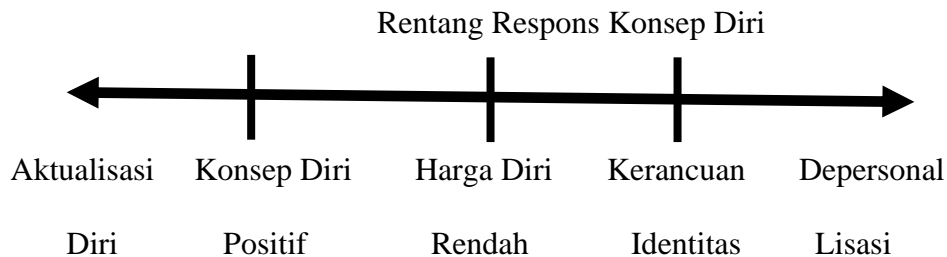 Rentang Respons Konsep Diri
Aktualisasi Konsep Diri Harga Diri Kerancuan Depersonal
Diri Positif Rendah Identitas Lisasi